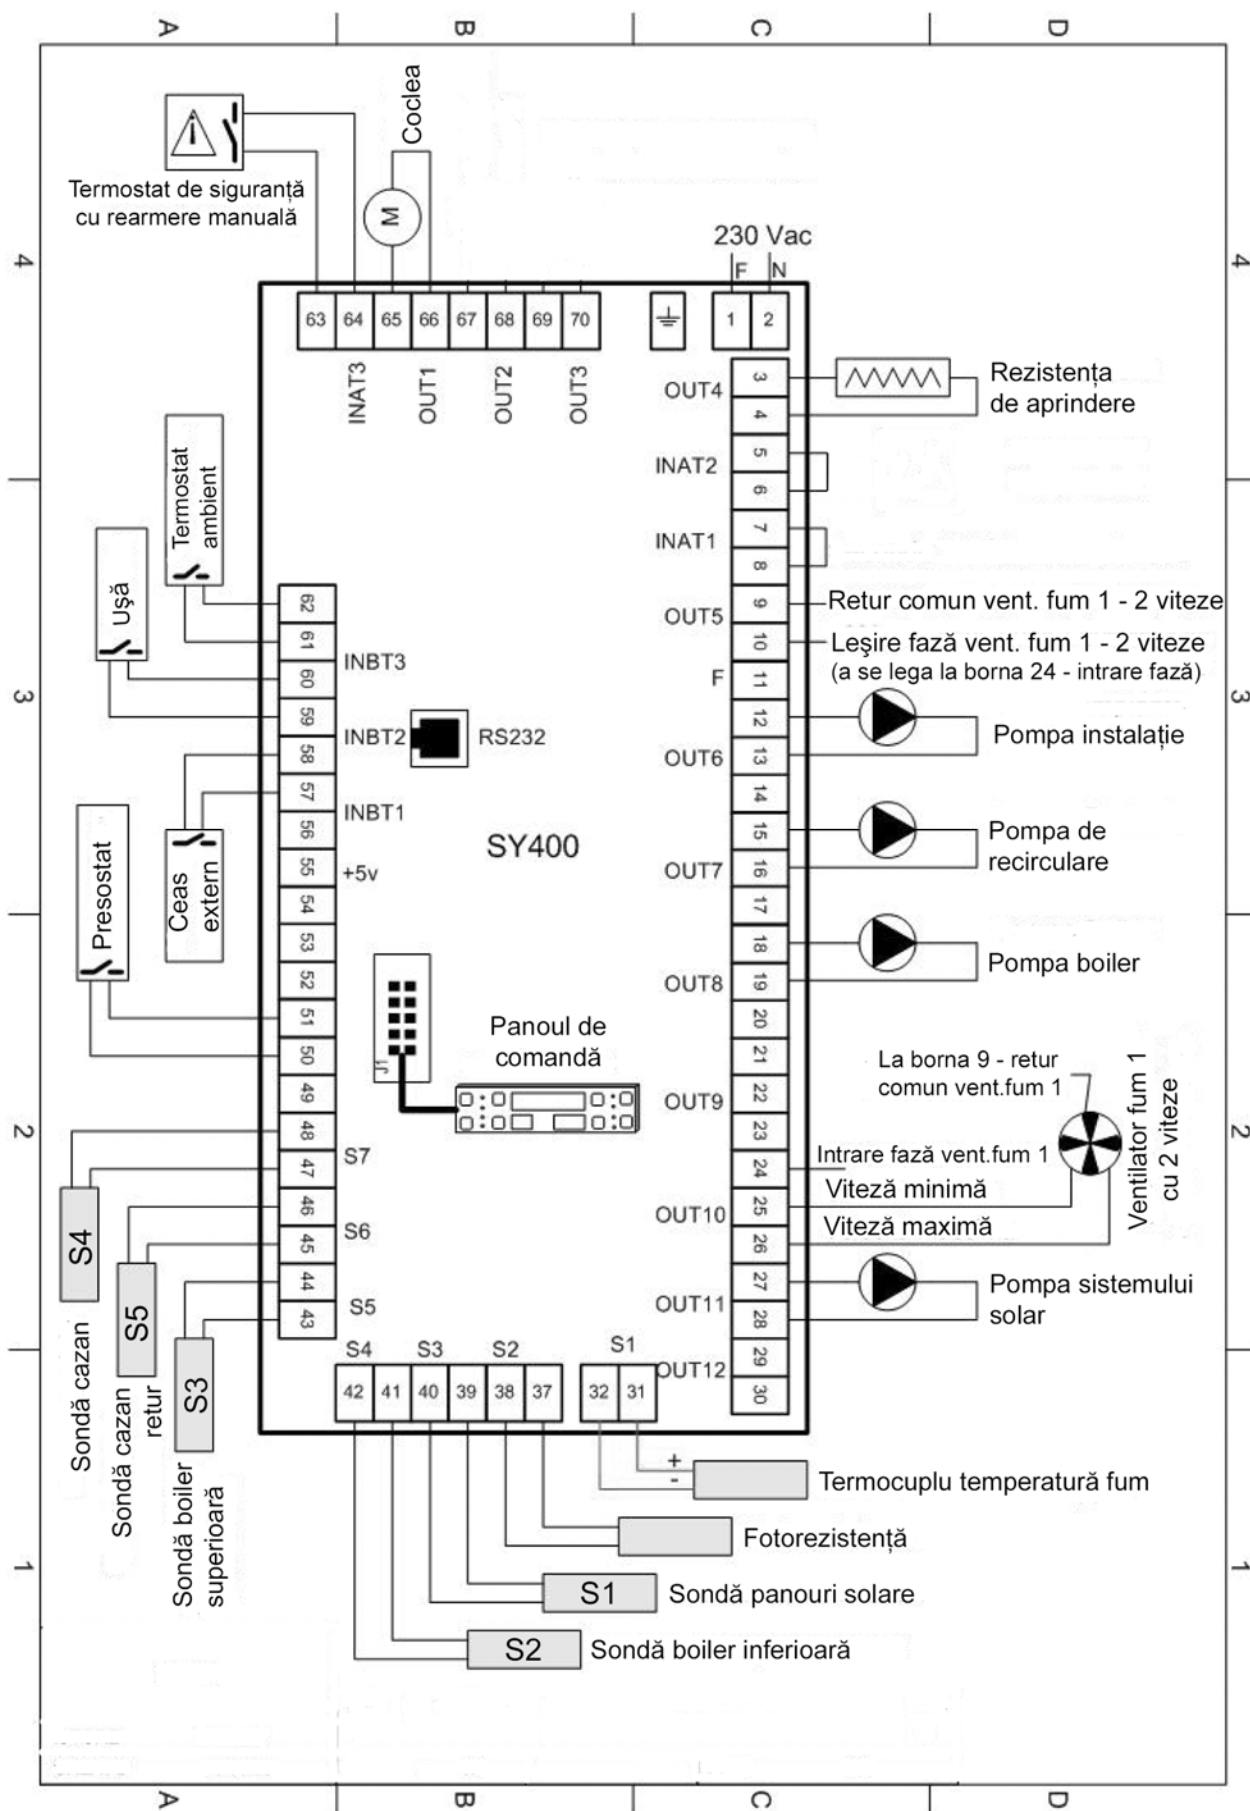 A
B
C
D
Termostat de siguranță
cu rearmere manuală
Coclea
M
230 Vac
F
N
4
4
63
64
65
66
67
68
69
70
1
2
INAT3
OUT1
OUT2
OUT3
OUT4
3
4
Rezistența
de aprindere
INAT2
5
6
INAT1
7
8
Termostat
ambient
Ușă
OUT5
9
10
Retur comun vent. fum 1 - 2 viteze
Leșire fază vent. fum 1 - 2 viteze
(a se lega la borna 24 - intrare fază)
62
61
60
59
58
57
56
55
54
53
52
51
50
49
48
47
46
45
44
43
INBT3
INBT2
INBT1
+5v
RS232
SY400
F
11
12
13
14
15
16
17
18
19
20
21
22
23
24
25
26
27
28
29
30
OUT6
OUT7
OUT8
OUT9
OUT10
OUT11
OUT12
3
3
Pompa instalație
Pompa de
recirculare
Pompa boiler
Presostat
Ceas
extern
J1
Panoul de
comandă
La borna 9 - retur
comun vent.fum 1
Intrare fază vent.fum 1
Viteză minimă
Viteză maximă
Ventilator fum 1
cu 2 viteze
2
2
Pompa sistemului
solar
S7
S6
S5
S4
S3
S2
S1
S4
S5
S3
Sondă cazan
Sondă cazan
retur
Sondă boiler
superioară
42
41
40
39
38
37
32
31
+
-
Termocuplu temperatură fum
Fotorezistență
S1
Sondă panouri solare
S2
Sondă boiler inferioară
1
1
A
B
C
D